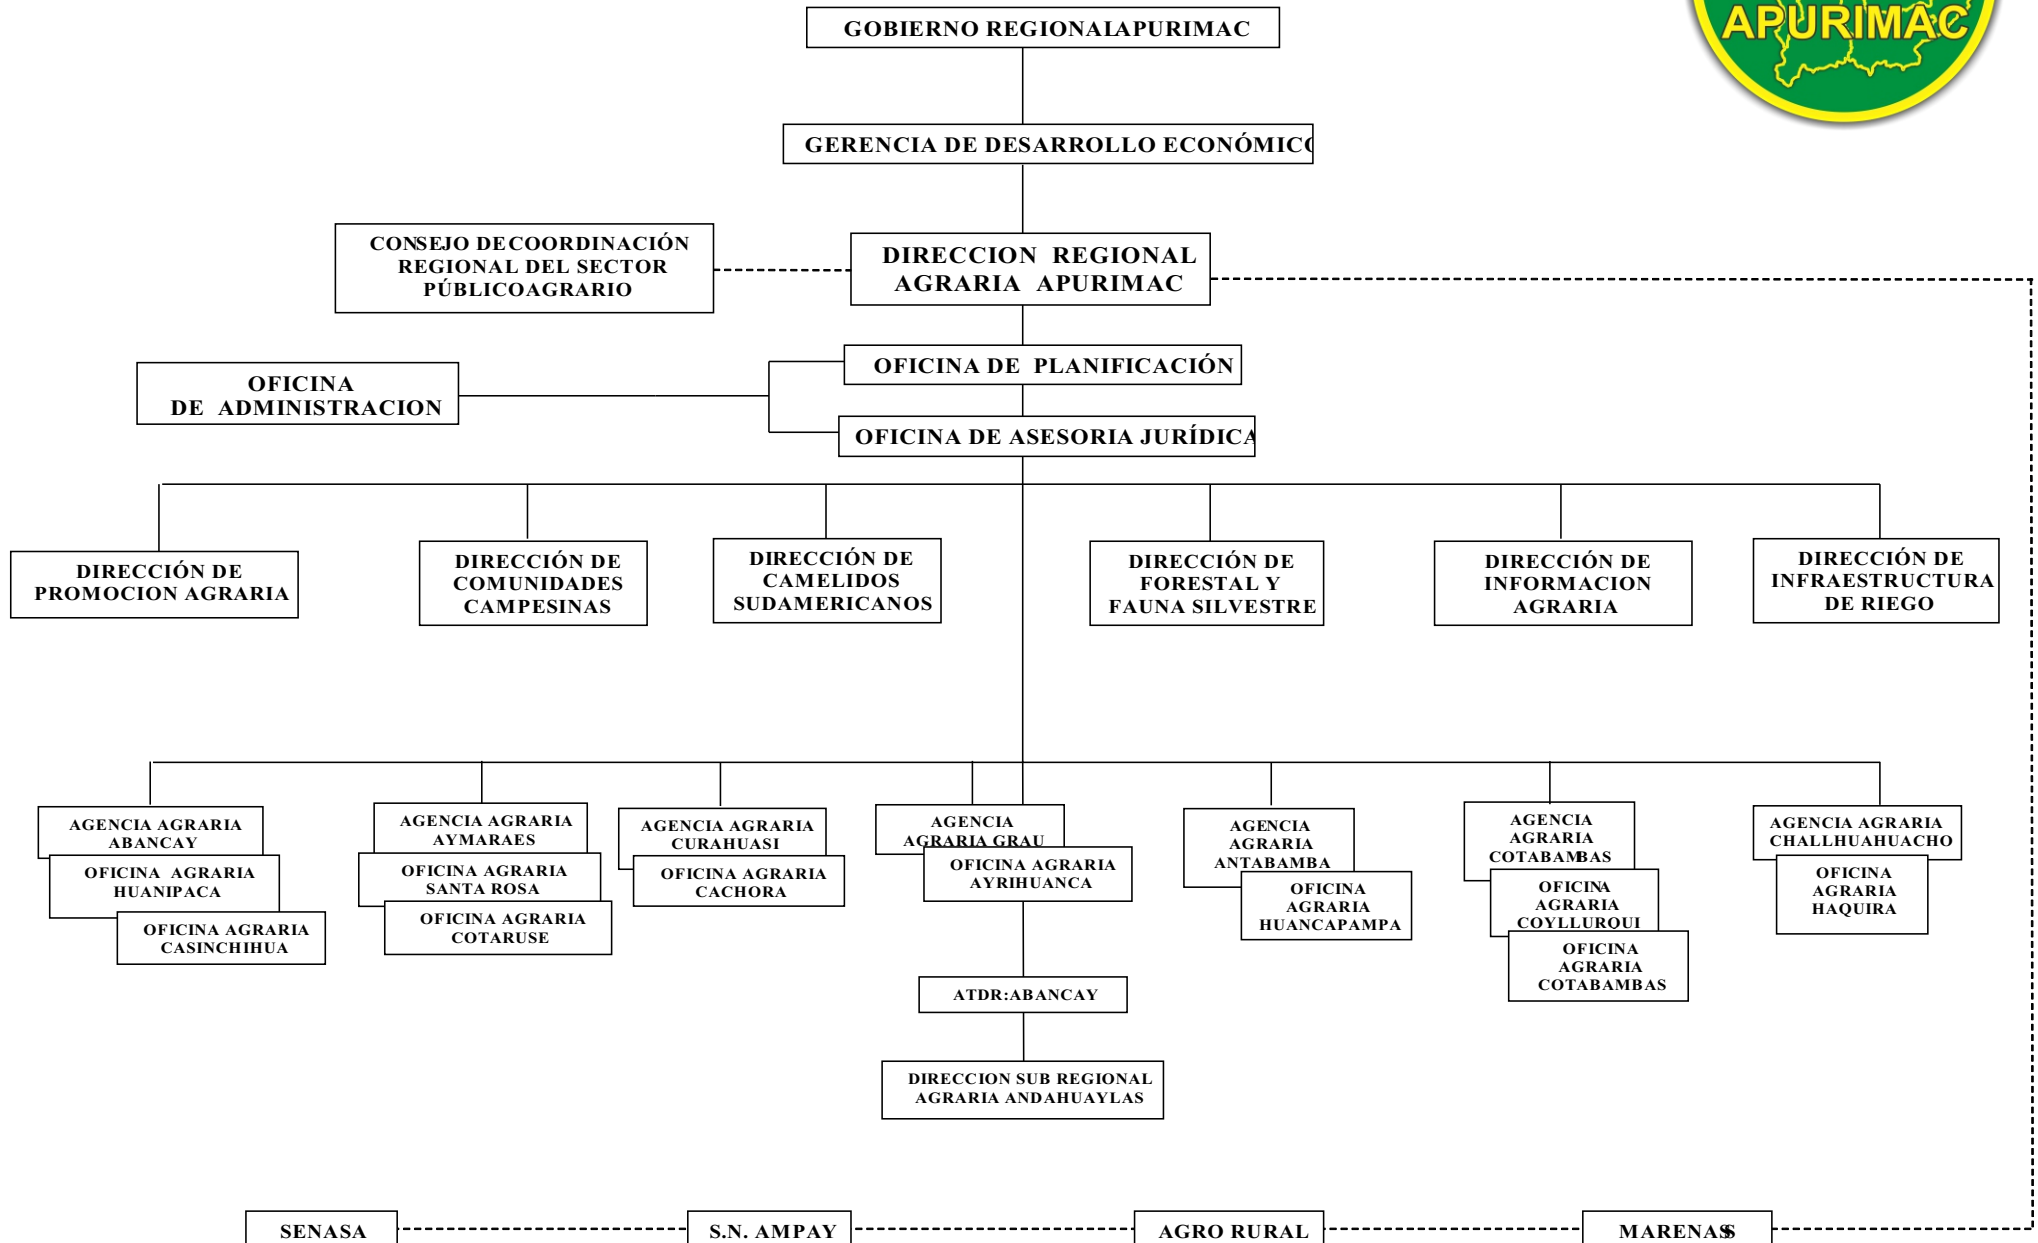 APURIMAC
GOBIERNO REGIONALAPURIMAC
GERENCIA DE DESARROLLO ECONÓMICO
CONSEJO DECOORDINACIÓN
REGIONAL DEL SECTOR
PÚBLICOAGRARIO
DIRECCION REGIONAL
AGRARIA APURIMAC
OFICINA DE PLANIFICACIÓN
OFICINA
DE ADMINISTRACION
OFICINA DE ASESORIA JURÍDICA
DIRECCIÓN DE
PROMOCION AGRARIA
DIRECCIÓN DE
COMUNIDADES
CAMPESINAS
DIRECCIÓN DE
CAMELIDOS
SUDAMERICANOS
DIRECCIÓN DE
FORESTAL Y
FAUNA SILVESTRE
DIRECCIÓN DE
INFORMACION
AGRARIA
DIRECCIÓN DE
INFRAESTRUCTURA
DE RIEGO
AGENCIA AGRARIA
ABANCAY
OFICINA AGRARIA
HUANIPACA
OFICINA AGRARIA
CASINCHIHUA
AGENCIA AGRARIA
AYMARAES
OFICINA AGRARIA
SANTA ROSA
OFICINA AGRARIA
COTARUSE
AGENCIA AGRARIA
CURAHUASI
OFICINA AGRARIA
CACHORA
AGENCIA
AGRARIA GRAU
OFICINA AGRARIA
AYRIHUANCA
AGENCIA
AGRARIA
ANTABAMBA
OFICINA
AGRARIA
HUANCAPAMPA
AGENCIA
AGRARIA
COTABAMBAS
OFICINA
AGRARIA
COYLLURQUI
OFICINA
AGRARIA
COTABAMBAS
AGENCIA AGRARIA
CHALLHUAHUACHO
OFICINA
AGRARIA
HAQUIRA
ATDR:ABANCAY
DIRECCION SUB REGIONAL
AGRARIA ANDAHUAYLAS
SENASA
S.N. AMPAY
AGRO RURAL
MARENASS